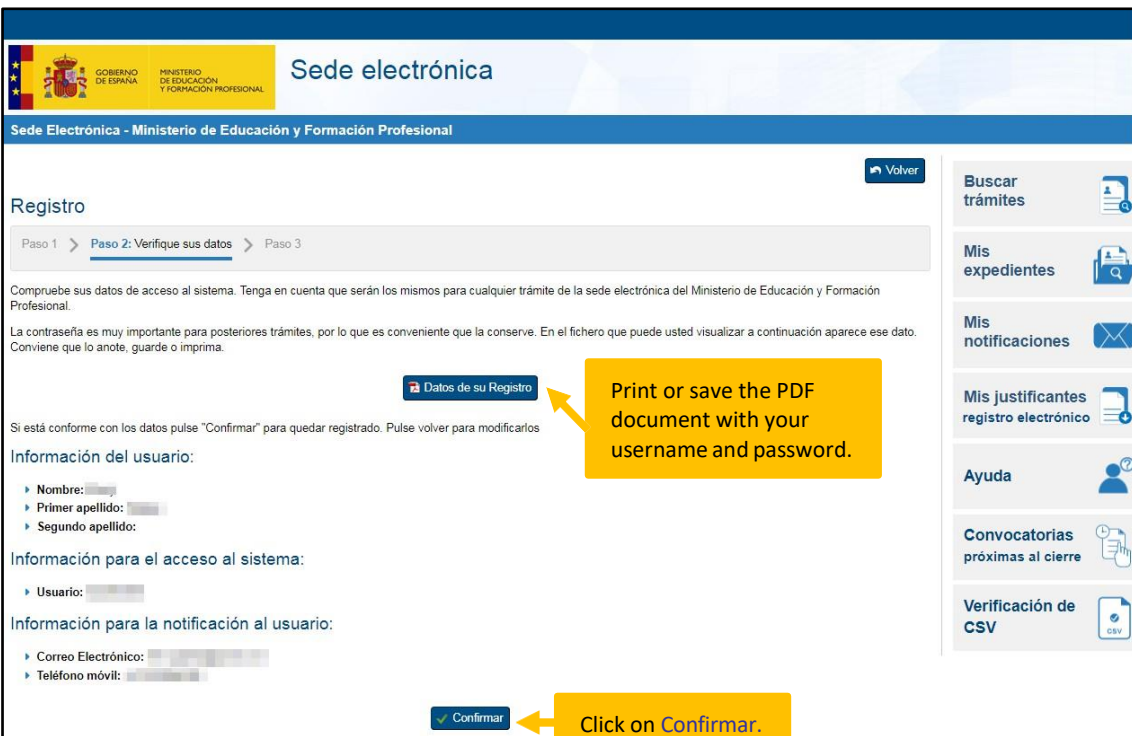 GOBIERNO
DE ESPAÑA
MINISTERIO
DE EDUCACIÓN
Y FORMACIÓN PROFESIONAL
Sede electrónica
Sede Electrónica - Ministerio de Educación y Formación Profesional
Volver
Registro
Paso 1 Paso 2: Verifique sus datos Paso 3
Compruebe sus datos de acceso al sistema. Tenga en cuenta que serán los mismos para cualquier trámite de la sede electrónica del Ministerio de Educación y Formación
Profesional.
La contraseña es muy importante para posteriores trámites, por lo que es conveniente que la conserve. En el fichero que puede usted visualizar a continuación aparece ese dato.
Conviene que lo anote, guarde o imprima.
Datos de su Registro
Print or save the PDF
document with your
username and password.
Si está conforme con los datos pulse "Confirmar" para quedar registrado. Pulse volver para modificarlos
Información del usuario:
Nombre:
Primer apellido:
Segundo apellido:
Información para el acceso al sistema:
Usuario:
Información para la notificación al usuario:
Correo Electrónico:
Teléfono móvil:
Confirmar
Click on Confirmar.
Buscar
trámites
Mis
expedientes
Mis
notificaciones
Mis justificantes
registro electrónico
Ayuda
Convocatorias
próximas al cierre
Verificación de
CSV
CSV